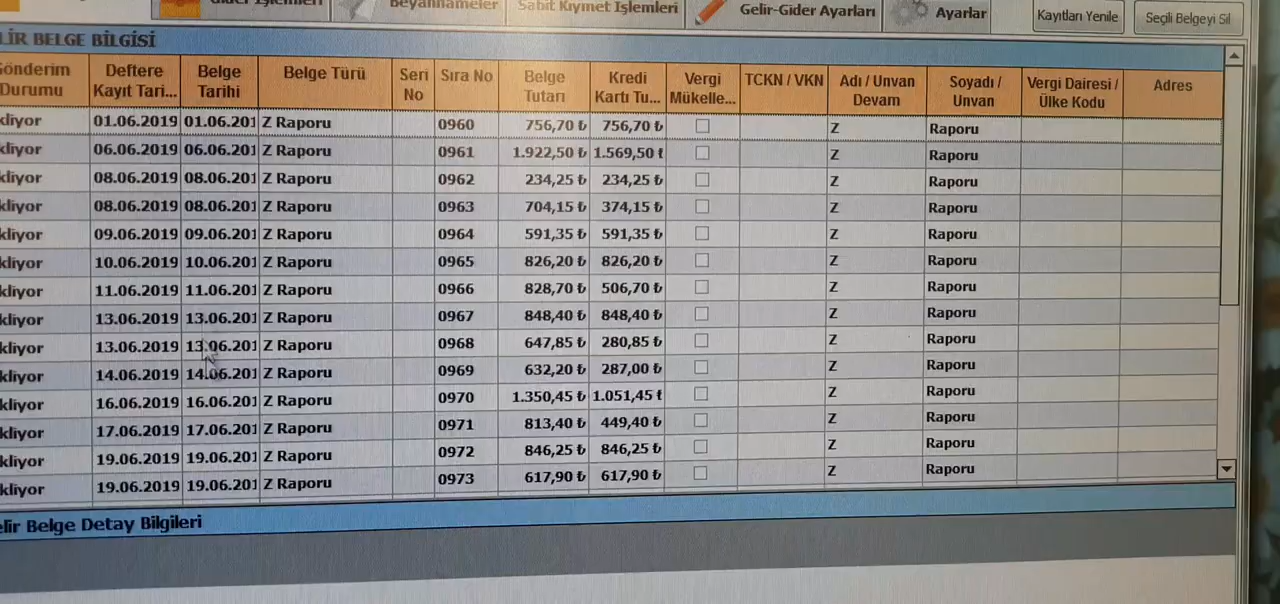 Gider İşlemleri Beyannameler Sabit Kıymet İşlemleri Gelir-Gider Ayarları Ayarlar Kayıtları Yenile Seçili Belgeyi Sil
LİR BELGE BİLGİSİ
Gönderim Durumu Deftere Kayıt Tari... Belge Tarihi Belge Türü Seri No Sıra No Belge Tutarı Kredi Kartı Tu... Vergi Mükelle... TCKN / VKN Adı / Unvan Devam Soyadı / Unvan Vergi Dairesi / Ülke Kodu Adres
kliyor 01.06.2019 01.06.201 Z Raporu 0960 756,70 ₺ 756,70 ₺ Z Raporu
kliyor 06.06.2019 06.06.201 Z Raporu 0961 1.922,50 ₺ 1.569,50 ₺ Z Raporu
kliyor 08.06.2019 08.06.201 Z Raporu 0962 234,25 ₺ 234,25 ₺ Z Raporu
kliyor 08.06.2019 08.06.201 Z Raporu 0963 704,15 ₺ 374,15 ₺ Z Raporu
kliyor 09.06.2019 09.06.201 Z Raporu 0964 591,35 ₺ 591,35 ₺ Z Raporu
kliyor 10.06.2019 10.06.201 Z Raporu 0965 826,20 ₺ 826,20 ₺ Z Raporu
kliyor 11.06.2019 11.06.201 Z Raporu 0966 828,70 ₺ 506,70 ₺ Z Raporu
kliyor 13.06.2019 13.06.201 Z Raporu 0967 848,40 ₺ 848,40 ₺ Z Raporu
kliyor 13.06.2019 13.06.201 Z Raporu 0968 647,85 ₺ 280,85 ₺ Z Raporu
kliyor 14.06.2019 14.06.201 Z Raporu 0969 632,20 ₺ 287,00 ₺ Z Raporu
kliyor 16.06.2019 16.06.201 Z Raporu 0970 1.350,45 ₺ 1.051,45 ₺ Z Raporu
kliyor 17.06.2019 17.06.201 Z Raporu 0971 813,40 ₺ 449,40 ₺ Z Raporu
kliyor 19.06.2019 19.06.201 Z Raporu 0972 846,25 ₺ 846,25 ₺ Z Raporu
kliyor 19.06.2019 19.06.201 Z Raporu 0973 617,90 ₺ 617,90 ₺ Z Raporu
elir Belge Detay Bilgileri